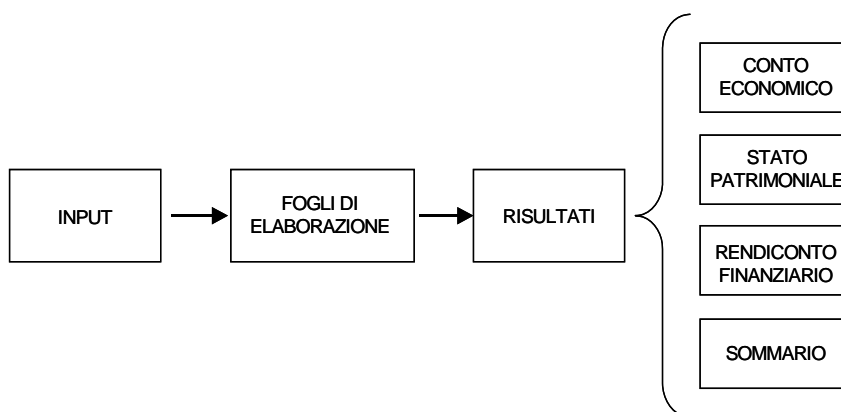 INPUT
FOGLI DI
ELABORAZIONE
RISULTATI
CONTO
ECONOMICO
STATO
PATRIMONIALE
RENDICONTO
FINANZIARIO
SOMMARIO